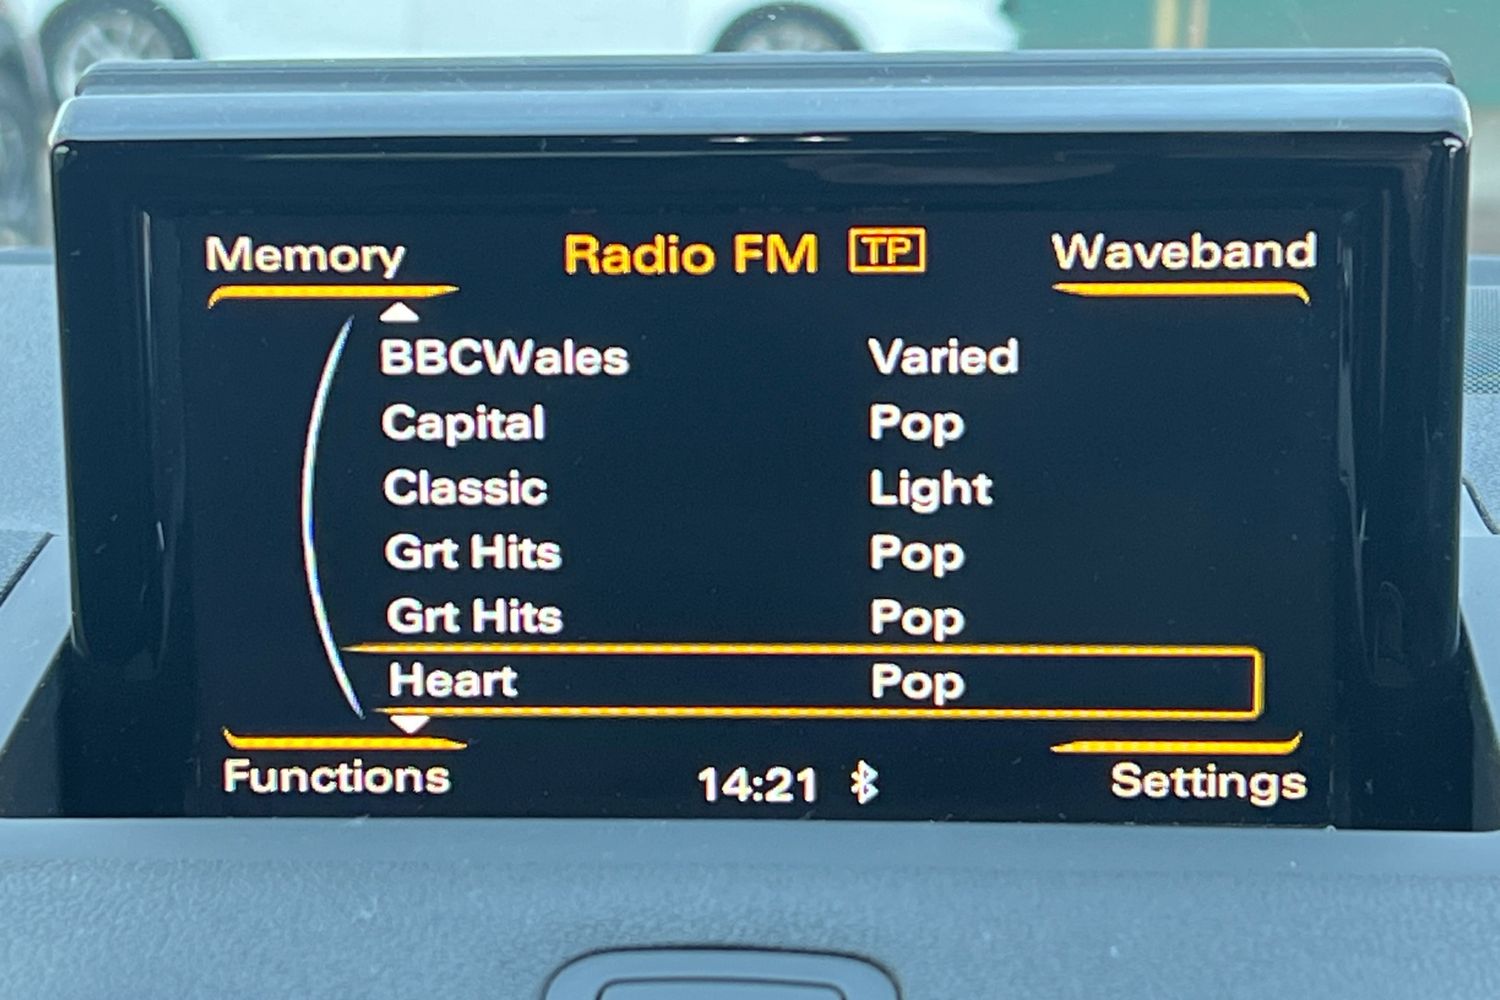 Memory Radio FM TP Waveband
BBCWales Varied
Capital Pop
Classic Light
Grt Hits Pop
Grt Hits Pop
Heart Pop
Functions 14:21 Settings